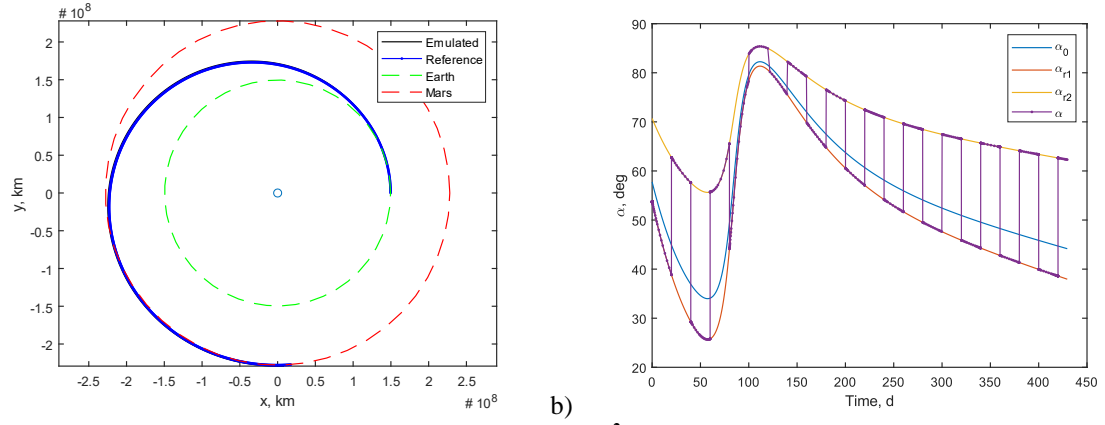 # 10^8
2
1.5
1
0.5
0
-0.5
-1
-1.5
-2
y, km
-2.5 -2 -1.5 -1 -0.5 0 0.5 1 1.5 2 2.5
x, km
# 10^8
Emulated
Reference
Earth
Mars
b)
90
80
70
60
50
40
30
20
α, deg
0 50 100 150 200 250 300 350 400 450
Time, d
α_0
α_r1
α_r2
α